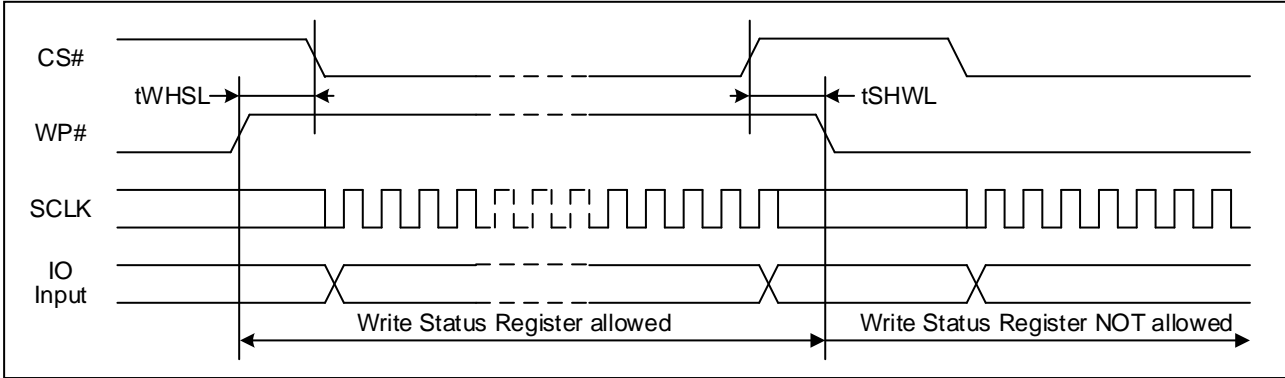 CS#
tWHSL
tSHWL
WP#
SCLK
IO
Input
Write Status Register allowed
Write Status Register NOT allowed